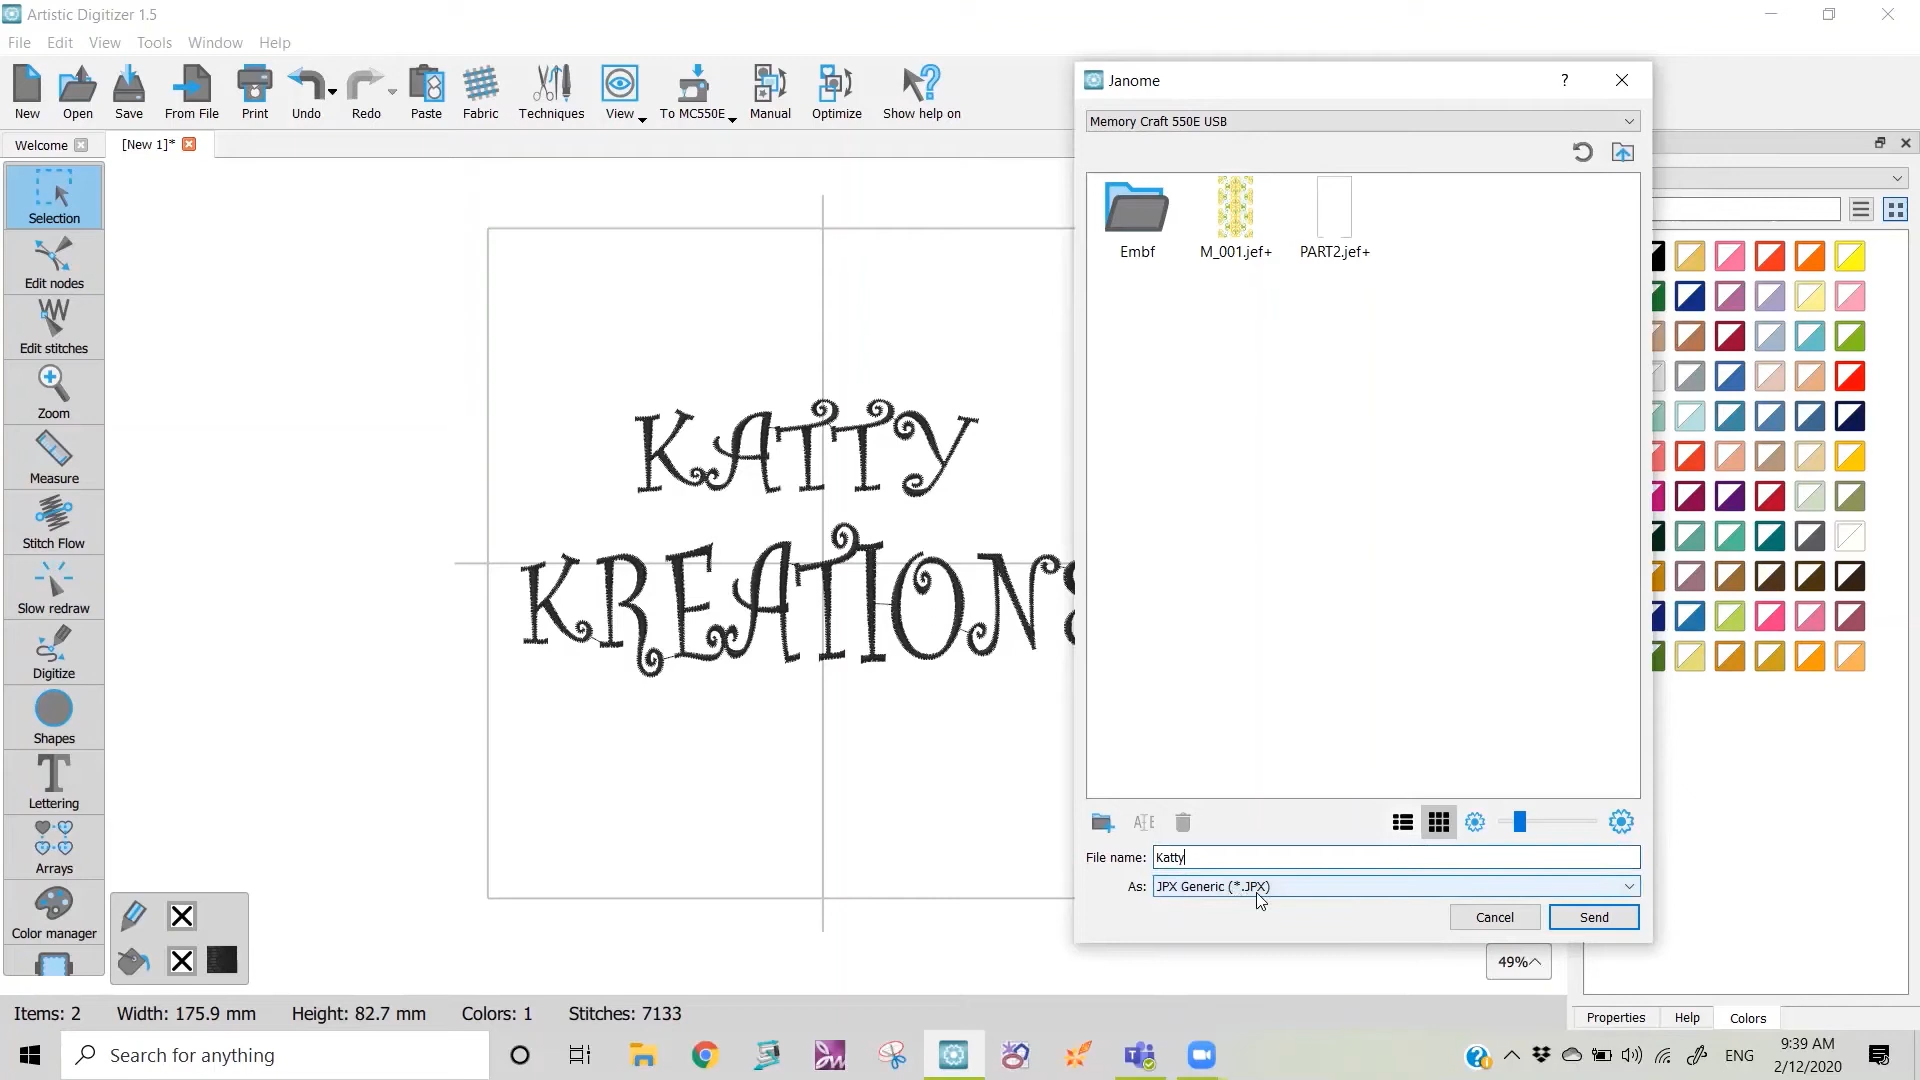 Artistic Digitizer 1.5
File Edit View Tools Window Help
New Open Save From File Print Undo Redo Paste Fabric Techniques View To MC550E Manual Optimize Show help on
Welcome [New 1]*
Selection
Edit nodes
Edit stitches
Zoom
Measure
Stitch Flow
Slow redraw
Digitize
Shapes
Lettering
Arrays
Color manager
KATTY
KREATIONS
Janome
Memory Craft 550E USB
Embf M_001.jef+ PART2.jef+
File name: Katty
As: JPX Generic (*.JPX)
Cancel Send
49%
Properties Help Colors
Items: 2 Width: 175.9 mm Height: 82.7 mm Colors: 1 Stitches: 7133
Search for anything
ENG
9:39 AM
2/12/2020